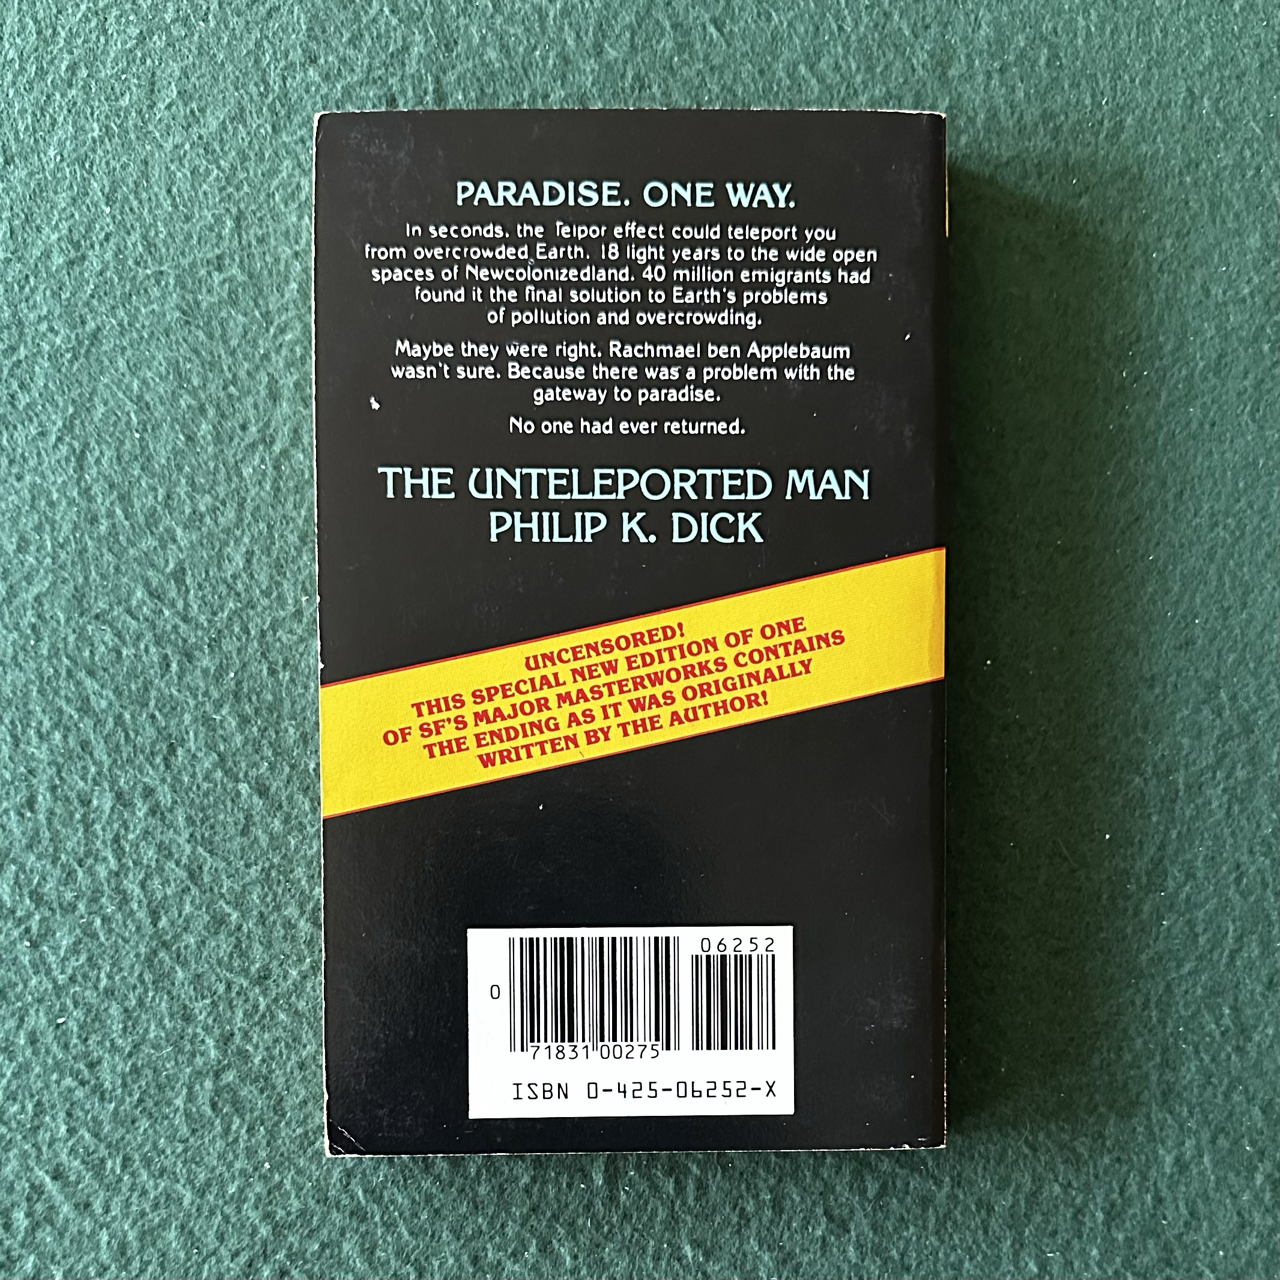 PARADISE. ONE WAY.
In seconds, the Telpor effect could teleport you
from overcrowded Earth, 18 light years to the wide open
spaces of Newcolonizedland. 40 million emigrants had
found it the final solution to Earth's problems
of pollution and overcrowding.
Maybe they were right. Rachmael ben Applebaum
wasn't sure. Because there was a problem with the
gateway to paradise.
No one had ever returned.
THE UNTELEPORTED MAN
PHILIP K. DICK
UNCENSORED!
THIS SPECIAL NEW EDITION OF ONE
OF SF'S MAJOR MASTERWORKS CONTAINS
THE ENDING AS IT WAS ORIGINALLY
WRITTEN BY THE AUTHOR!
06252
0
71831 00275
ISBN 0-425-06252-X